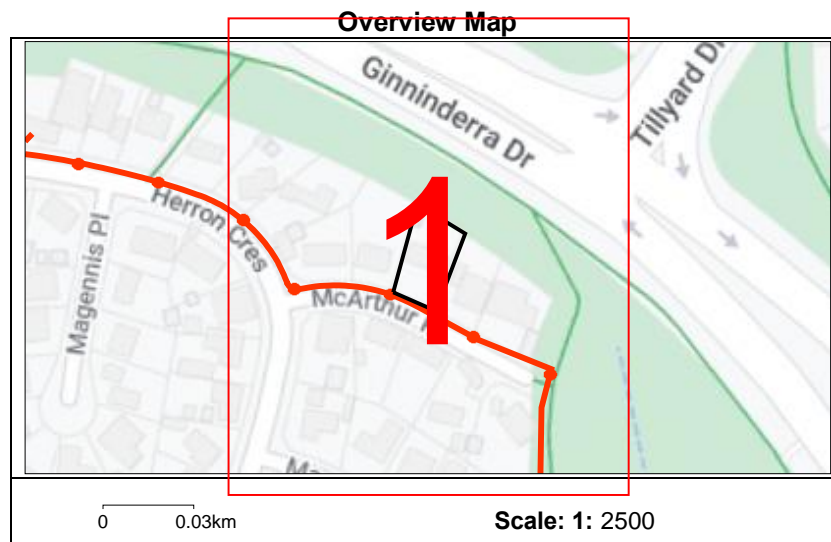 Overview Map
Ginninderra Dr
Tillyard Dr
1
Herron Cres
Magennis Pl
McArthur
0 0.03km
Scale: 1: 2500